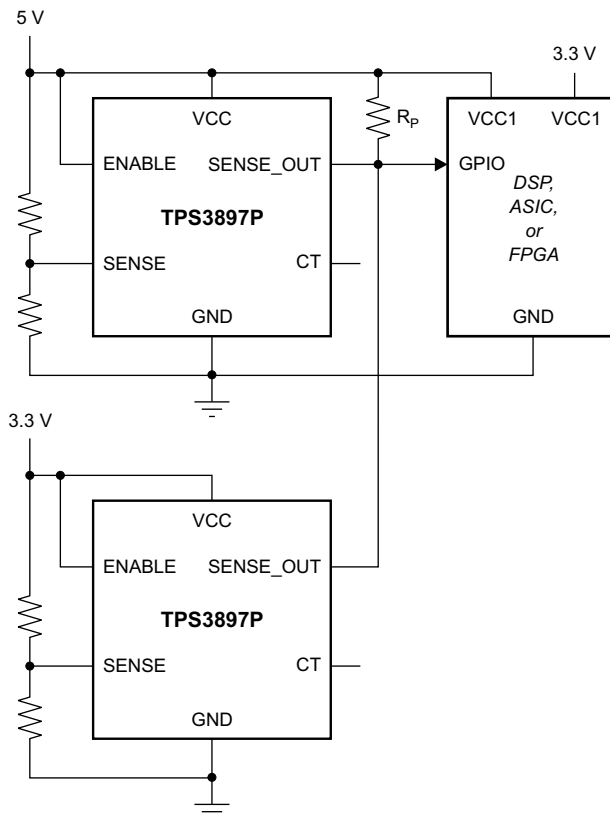 5 V
3.3 V
VCC
R_P
VCC1 VCC1
ENABLE SENSE_OUT
GPIO
DSP,
ASIC,
or
FPGA
TPS3897P
SENSE CT
GND
GND
3.3 V
VCC
ENABLE SENSE_OUT
TPS3897P
SENSE CT
GND